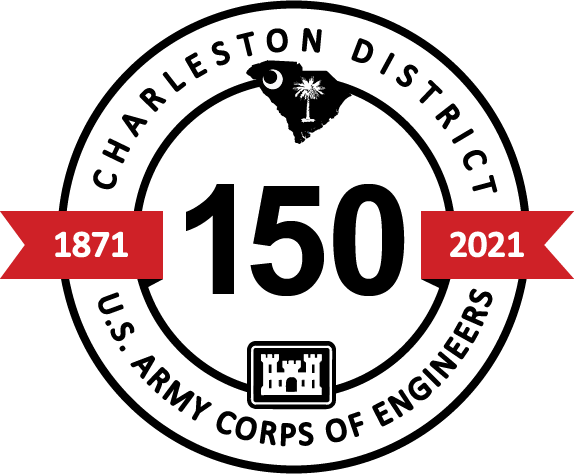 CHARLESTON DISTRICT
150
1871
2021
U.S. ARMY CORPS OF ENGINEERS